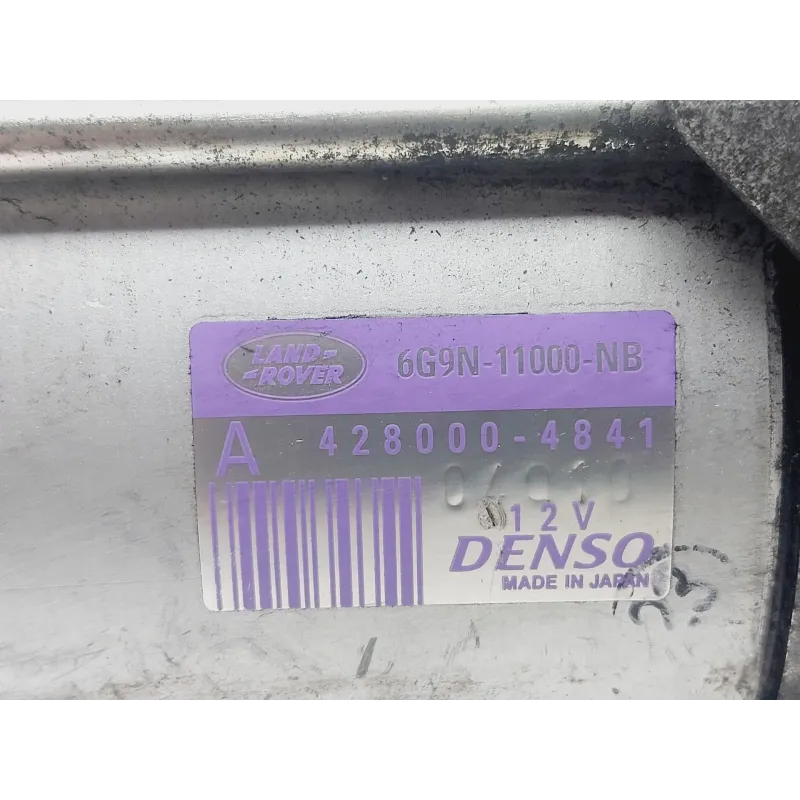 LAND-
-ROVER
6G9N-11000-NB
A 428000-4841
12V
DENSO
MADE IN JAPAN